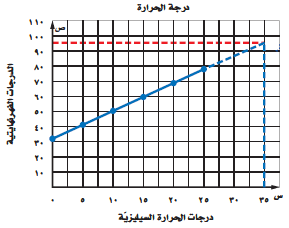 درجة الحرارة
ص
١١٠
١٠٠
٩٠
٨٠
٧٠
٦٠
٥٠
٤٠
٣٠
٢٠
١٠
الدرجات الفهرنهايتية
٠ ٥ ١٠ ١٥ ٢٠ ٢٥ ٣٠ ٣٥ س
درجات الحرارة السيليزيّة